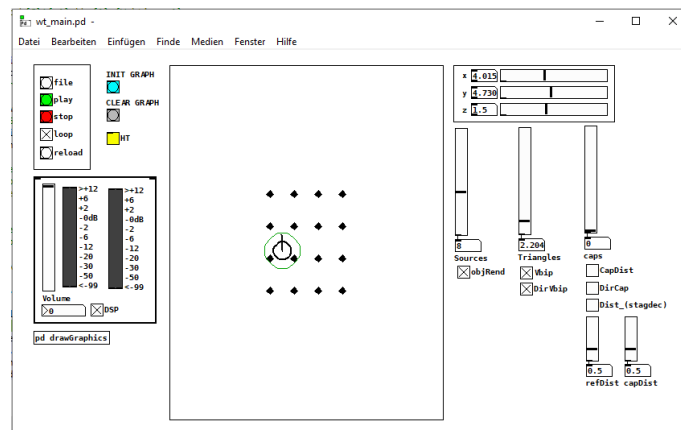 wt_main.pd -
Datei Bearbeiten Einfügen Finde Medien Fenster Hilfe
file
play
stop
loop
reload
INIT GRAPH
CLEAR GRAPH
HT
>+12
+6
+2
-0dB
-2
-6
-12
-20
-30
-50
<-99
>+12
+6
+2
-0dB
-2
-6
-12
-20
-30
-50
<-99
Volume
0
DSP
pd drawGraphics
x 4.015
y 4.730
z 1.5
8
Sources
objRend
2.204
Triangles
Vbip
DirVbip
0
caps
CapDist
DirCap
Dist_(stagdec)
0.5
0.5
refDist capDist